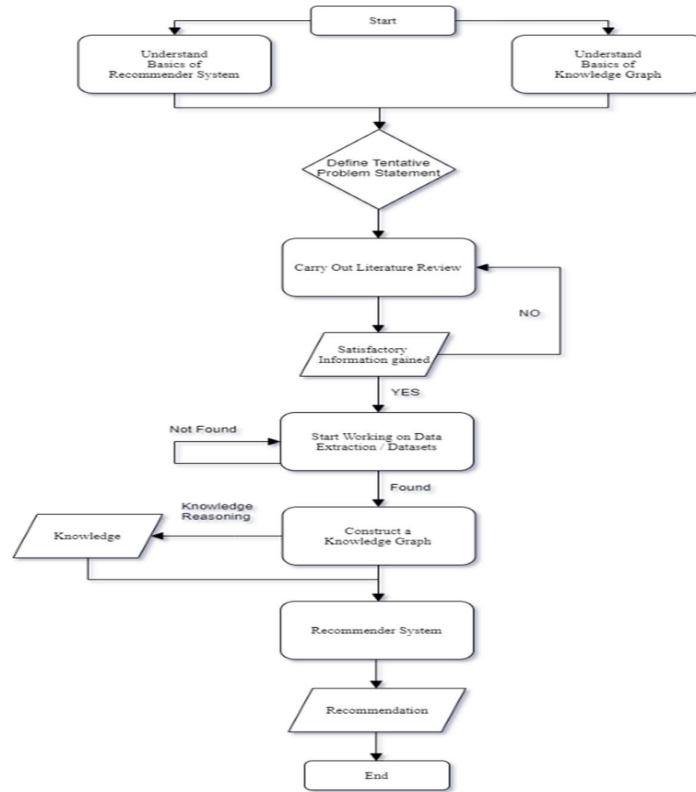 Start
Understand
Basics of
Recommender System
Understand
Basics of
Knowledge Graph
Define Tentative
Problem Statement
Carry Out Literature Review
NO
Satisfactory
Information gained
YES
Not Found
Start Working on Data
Extraction / Datasets
Found
Knowledge
Reasoning
Knowledge
Construct a
Knowledge Graph
Recommender System
Recommendation
End